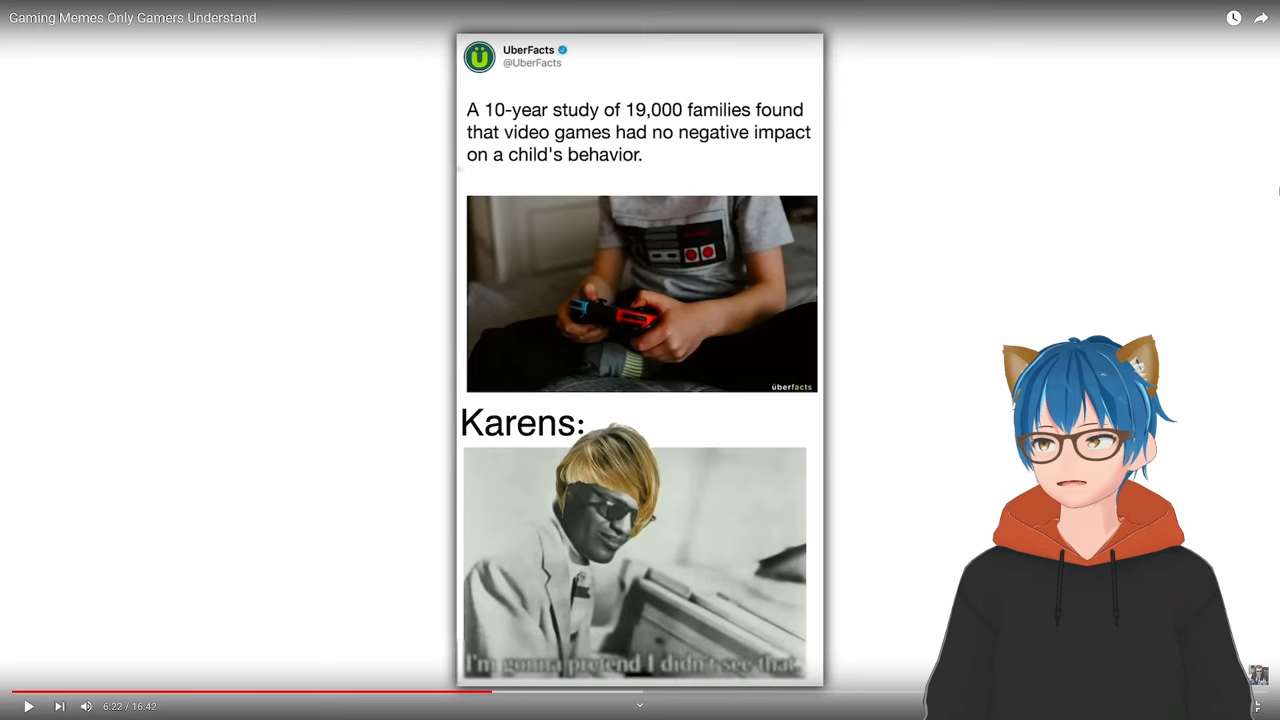 Gaming Memes Only Gamers Understand
UberFacts
@UberFacts
A 10-year study of 19,000 families found
that video games had no negative impact
on a child's behavior.
überfacts
Karens:
I'm gonna pretend I didn't see that.
6:22 / 16:42